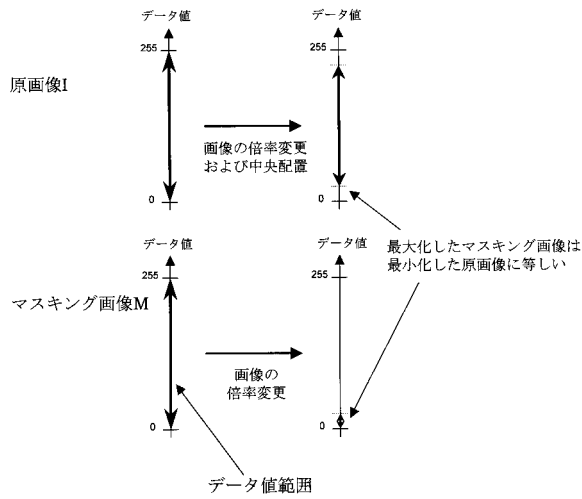 データ値
データ値
255
255
原画像I
画像の倍率変更
および中央配置
0
0
データ値
データ値
最大化したマスキング画像は
最小化した原画像に等しい
255
255
マスキング画像M
画像の
倍率変更
0
0
データ値範囲